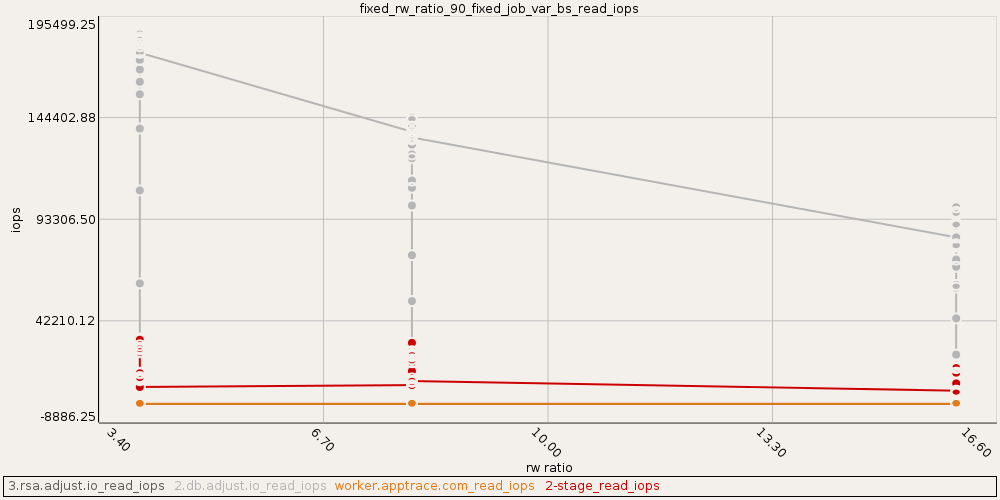 fixed_rw_ratio_90_fixed_job_var_bs_read_iops
195499.25
144402.88
93306.50
42210.12
-8886.25
iops
3.40
6.70
10.00
13.30
16.60
rw ratio
3.rsa.adjust.io_read_iops 2.db.adjust.io_read_iops worker.apptrace.com_read_iops 2-stage_read_iops